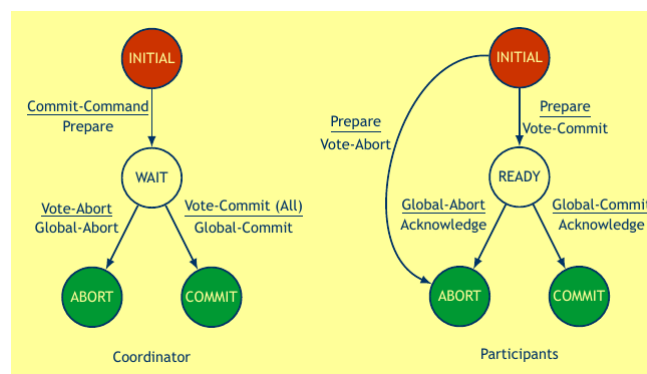 INITIAL
Commit-Command
Prepare
WAIT
Vote-Abort
Global-Abort
Vote-Commit (All)
Global-Commit
ABORT
COMMIT
Coordinator
INITIAL
Prepare
Vote-Abort
Prepare
Vote-Commit
READY
Global-Abort
Acknowledge
Global-Commit
Acknowledge
ABORT
COMMIT
Participants